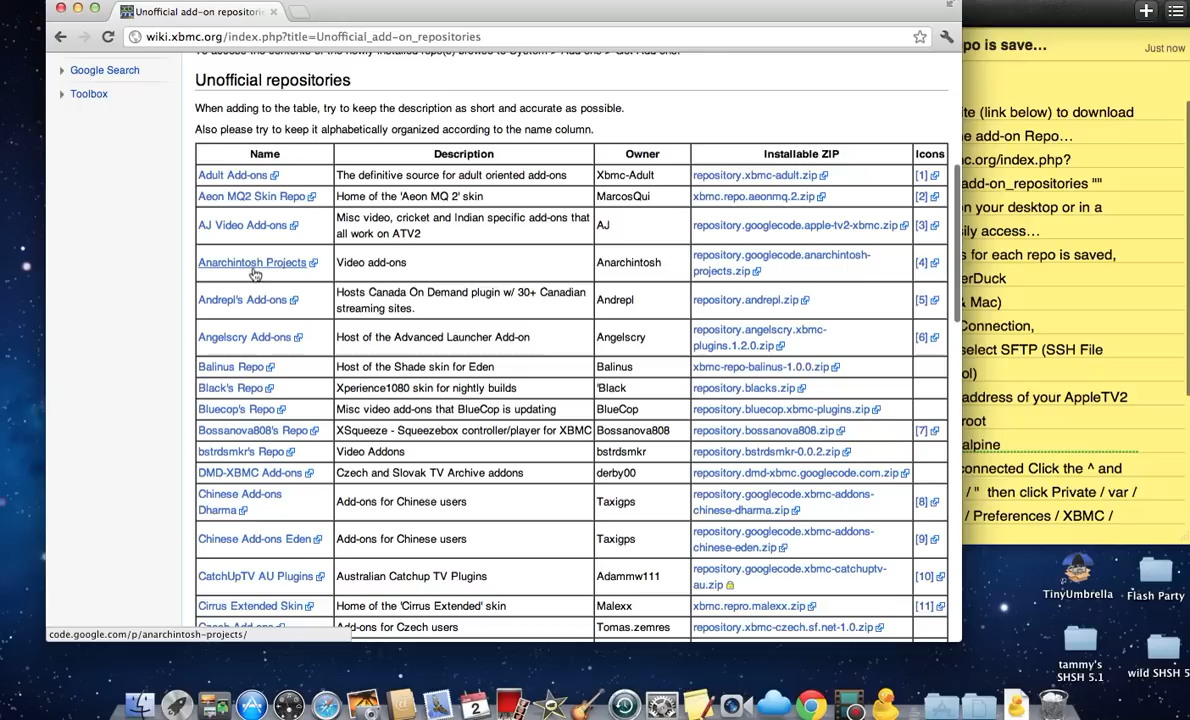 Unofficial add-on repositorie
wiki.xbmc.org/index.php?title=Unofficial_add-on_repositories
Google Search
Toolbox
Unofficial repositories
When adding to the table, try to keep the description as short and accurate as possible.
Also please try to keep it alphabetically organized according to the name column.
Name Description Owner Installable ZIP Icons
Adult Add-ons The definitive source for adult oriented add-ons Xbmc-Adult repository.xbmc-adult.zip [1]
Aeon MQ2 Skin Repo Home of the 'Aeon MQ 2' skin MarcosQui xbmc.repo.aeonmq.2.zip [2]
AJ Video Add-ons Misc video, cricket and Indian specific add-ons that
all work on ATV2 AJ repository.googlecode.apple-tv2-xbmc.zip [3]
Anarchintosh Projects Video add-ons Anarchintosh repository.googlecode.anarchintosh-
projects.zip [4]
Andrepl's Add-ons Hosts Canada On Demand plugin w/ 30+ Canadian
streaming sites. Andrepl repository.andrepl.zip [5]
Angelscry Add-ons Host of the Advanced Launcher Add-on Angelscry repository.angelscry.xbmc-
plugins.1.2.0.zip [6]
Balinus Repo Host of the Shade skin for Eden Balinus xbmc-repo-balinus-1.0.0.zip
Black's Repo Xperience1080 skin for nightly builds 'Black repository.blacks.zip
Bluecop's Repo Misc video add-ons that BlueCop is updating BlueCop repository.bluecop.xbmc-plugins.zip
Bossanova808's Repo XSqueeze - Squeezebox controller/player for XBMC Bossanova808 repository.bossanova808.zip [7]
bstrdsmkr's Repo Video Addons bstrdsmkr repository.bstrdsmkr-0.0.2.zip
DMD-XBMC Add-ons Czech and Slovak TV Archive addons derby00 repository.dmd-xbmc.googlecode.com.zip
Chinese Add-ons
Dharma Add-ons for Chinese users Taxigps repository.googlecode.xbmc-addons-
chinese-dharma.zip [8]
Chinese Add-ons Eden Add-ons for Chinese users Taxigps repository.googlecode.xbmc-addons-
chinese-eden.zip [9]
CatchUpTV AU Plugins Australian Catchup TV Plugins Adammw111 repository.googlecode.xbmc-catchuptv-
au.zip [10]
Cirrus Extended Skin Home of the 'Cirrus Extended' skin Malexx xbmc.repro.malexx.zip [11]
Czech Add-ons Add-ons for Czech users Tomas.zemres repository.xbmc-czech.sf.net-1.0.zip
code.google.com/p/anarchintosh-projects/
po is save... Just now
ite (link below) to download
he add-on Repo...
c.org/index.php?
add-on_repositories ""
n your desktop or in a
ily access...
s for each repo is saved,
erDuck
& Mac)
Connection,
select SFTP (SSH File
ol)
address of your AppleTV2
root
alpine
connected Click the ^ and
/ " then click Private / var /
/ Preferences / XBMC /
TinyUmbrella
Flash Party
tammy's
SHSH 5.1
wild SHSH 5
2